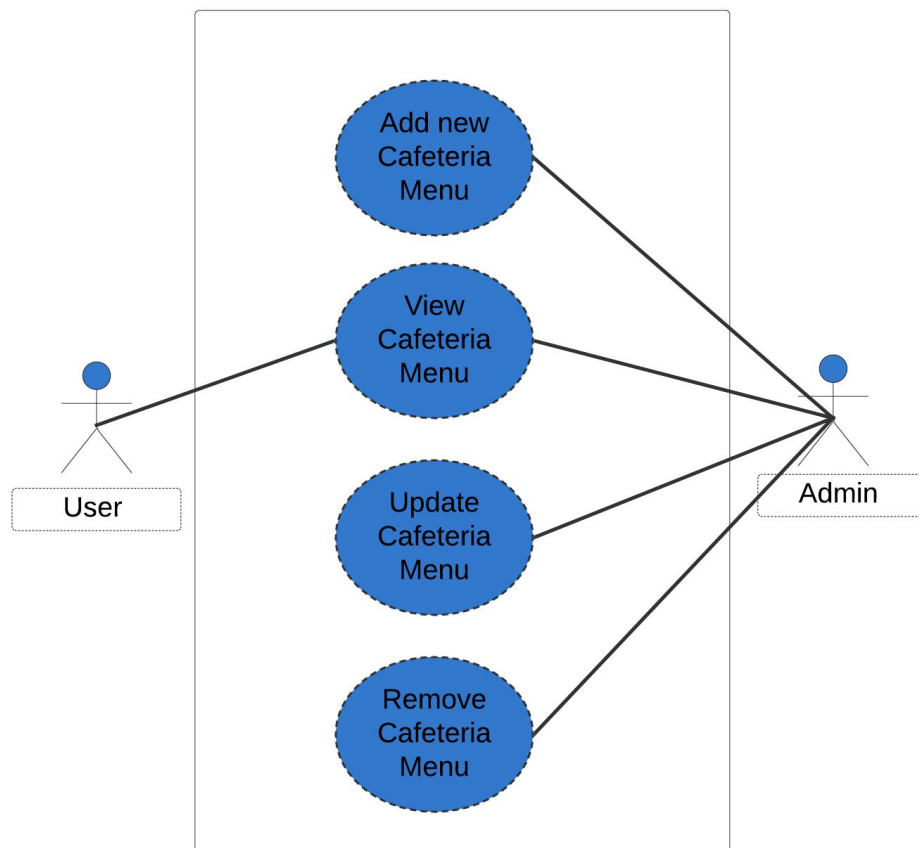 Add new
Cafeteria
Menu
View
Cafeteria
Menu
User
Admin
Update
Cafeteria
Menu
Remove
Cafeteria
Menu